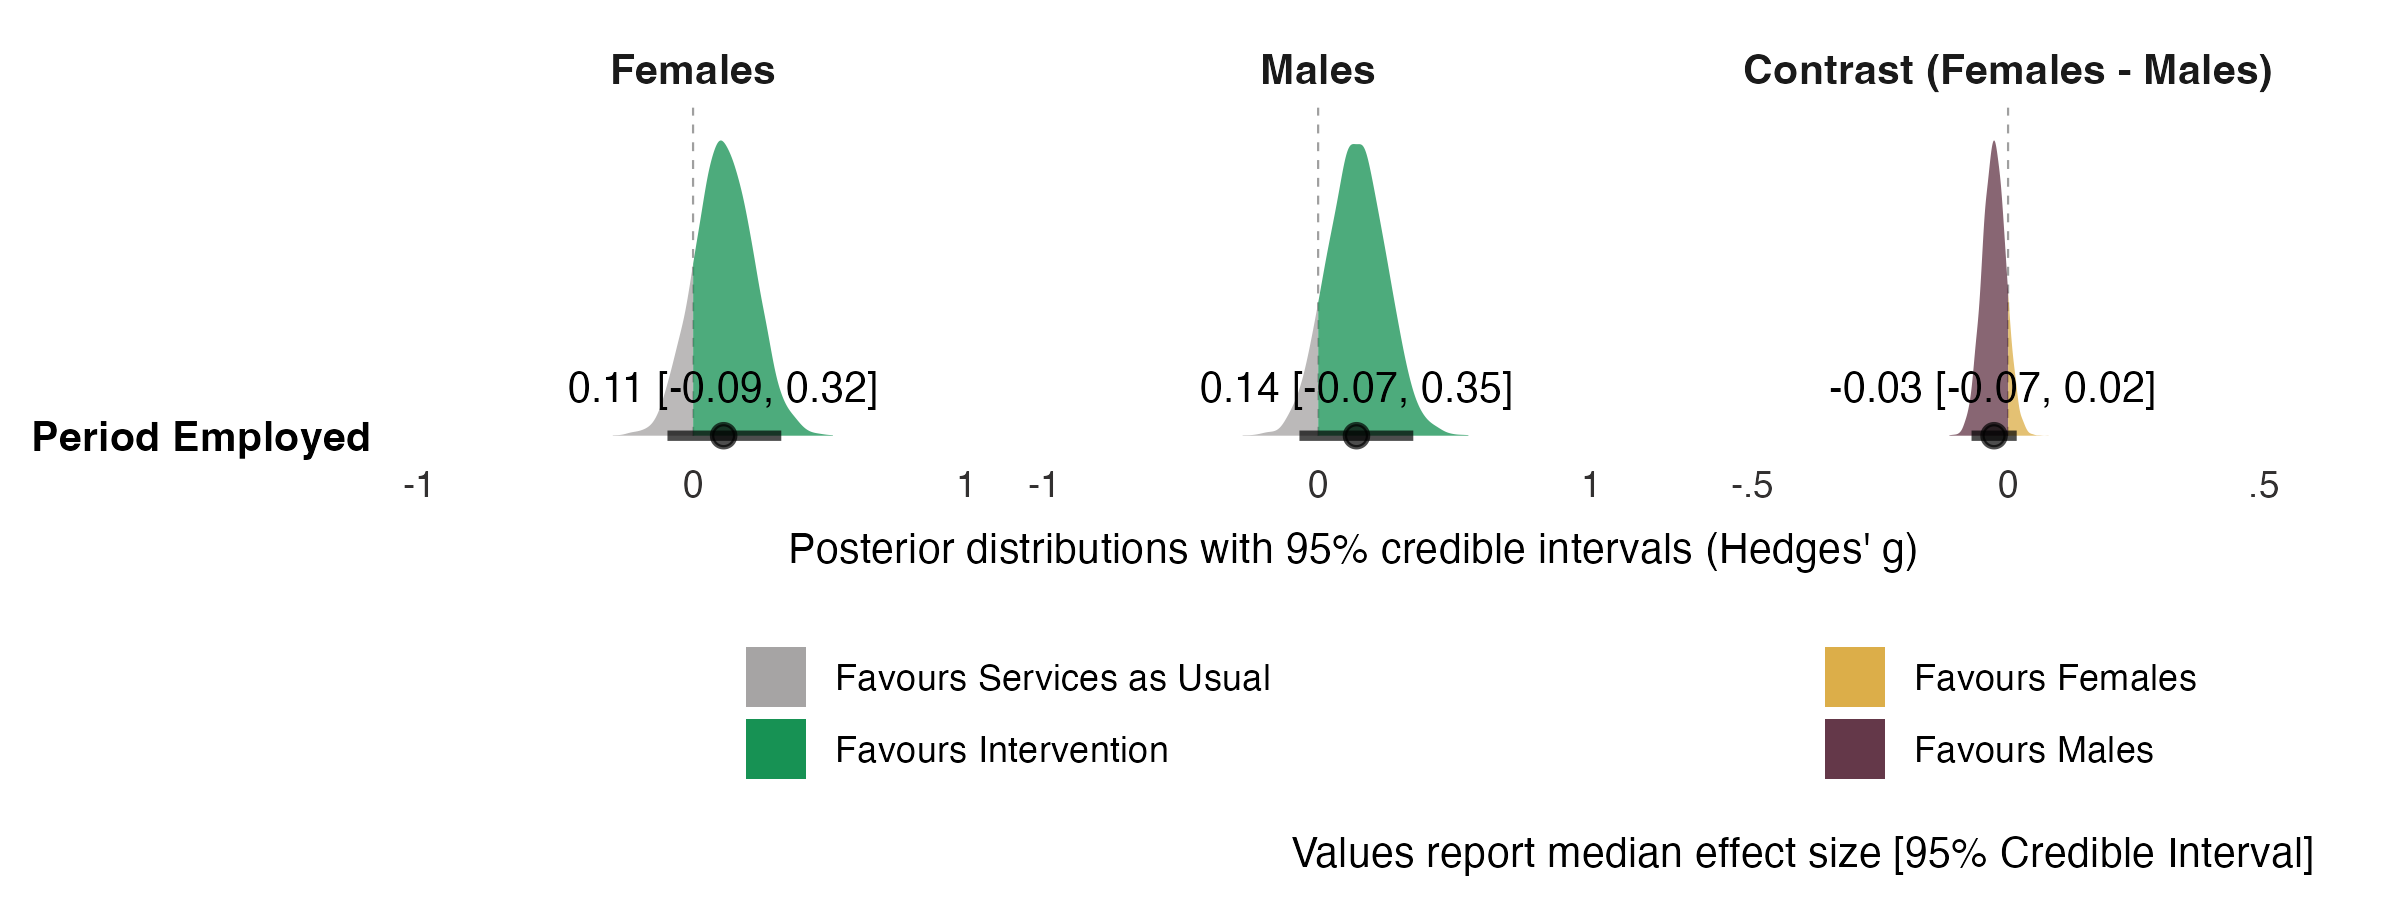 Females Males Contrast (Females - Males)
0.11 [-0.09, 0.32] 0.14 [-0.07, 0.35] -0.03 [-0.07, 0.02]
Period Employed
-1 0 1 -1 0 1 -.5 0 .5
Posterior distributions with 95% credible intervals (Hedges' g)
Favours Services as Usual Favours Females
Favours Intervention Favours Males
Values report median effect size [95% Credible Interval]